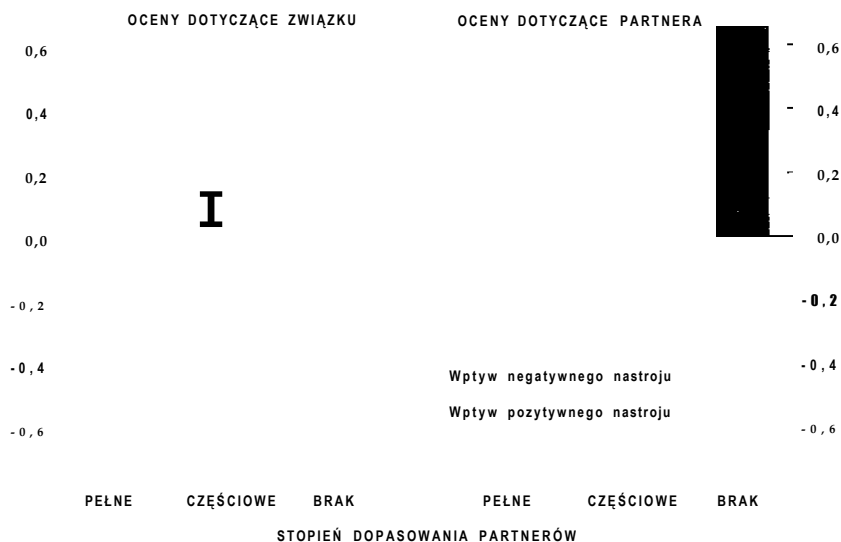 OCENY DOTYCZĄCE ZWIĄZKU OCENY DOTYCZĄCE PARTNERA
0,6 0,6
0,4 0,4
0,2 0,2
0,0 0,0
-0,2 -0,2
-0,4 -0,4
Wptyw negatywnego nastroju
Wptyw pozytywnego nastroju
-0,6 -0,6
PEŁNE CZĘŚCIOWE BRAK PEŁNE CZĘŚCIOWE BRAK
STOPIEŃ DOPASOWANIA PARTNERÓW